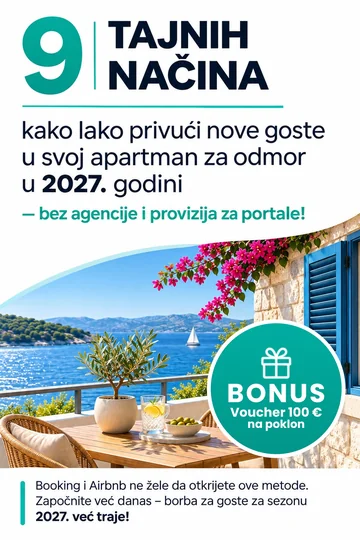 9 TAJNIH
NAČINA
kako lako privući nove goste
u svoj apartman za odmor
u 2027. godini
— bez agencije i provizija za portale!
BONUS
Voucher 100 €
na poklon
Booking i Airbnb ne žele da otkrijete ove metode.
Započnite već danas – borba za goste za sezonu
2027. već traje!